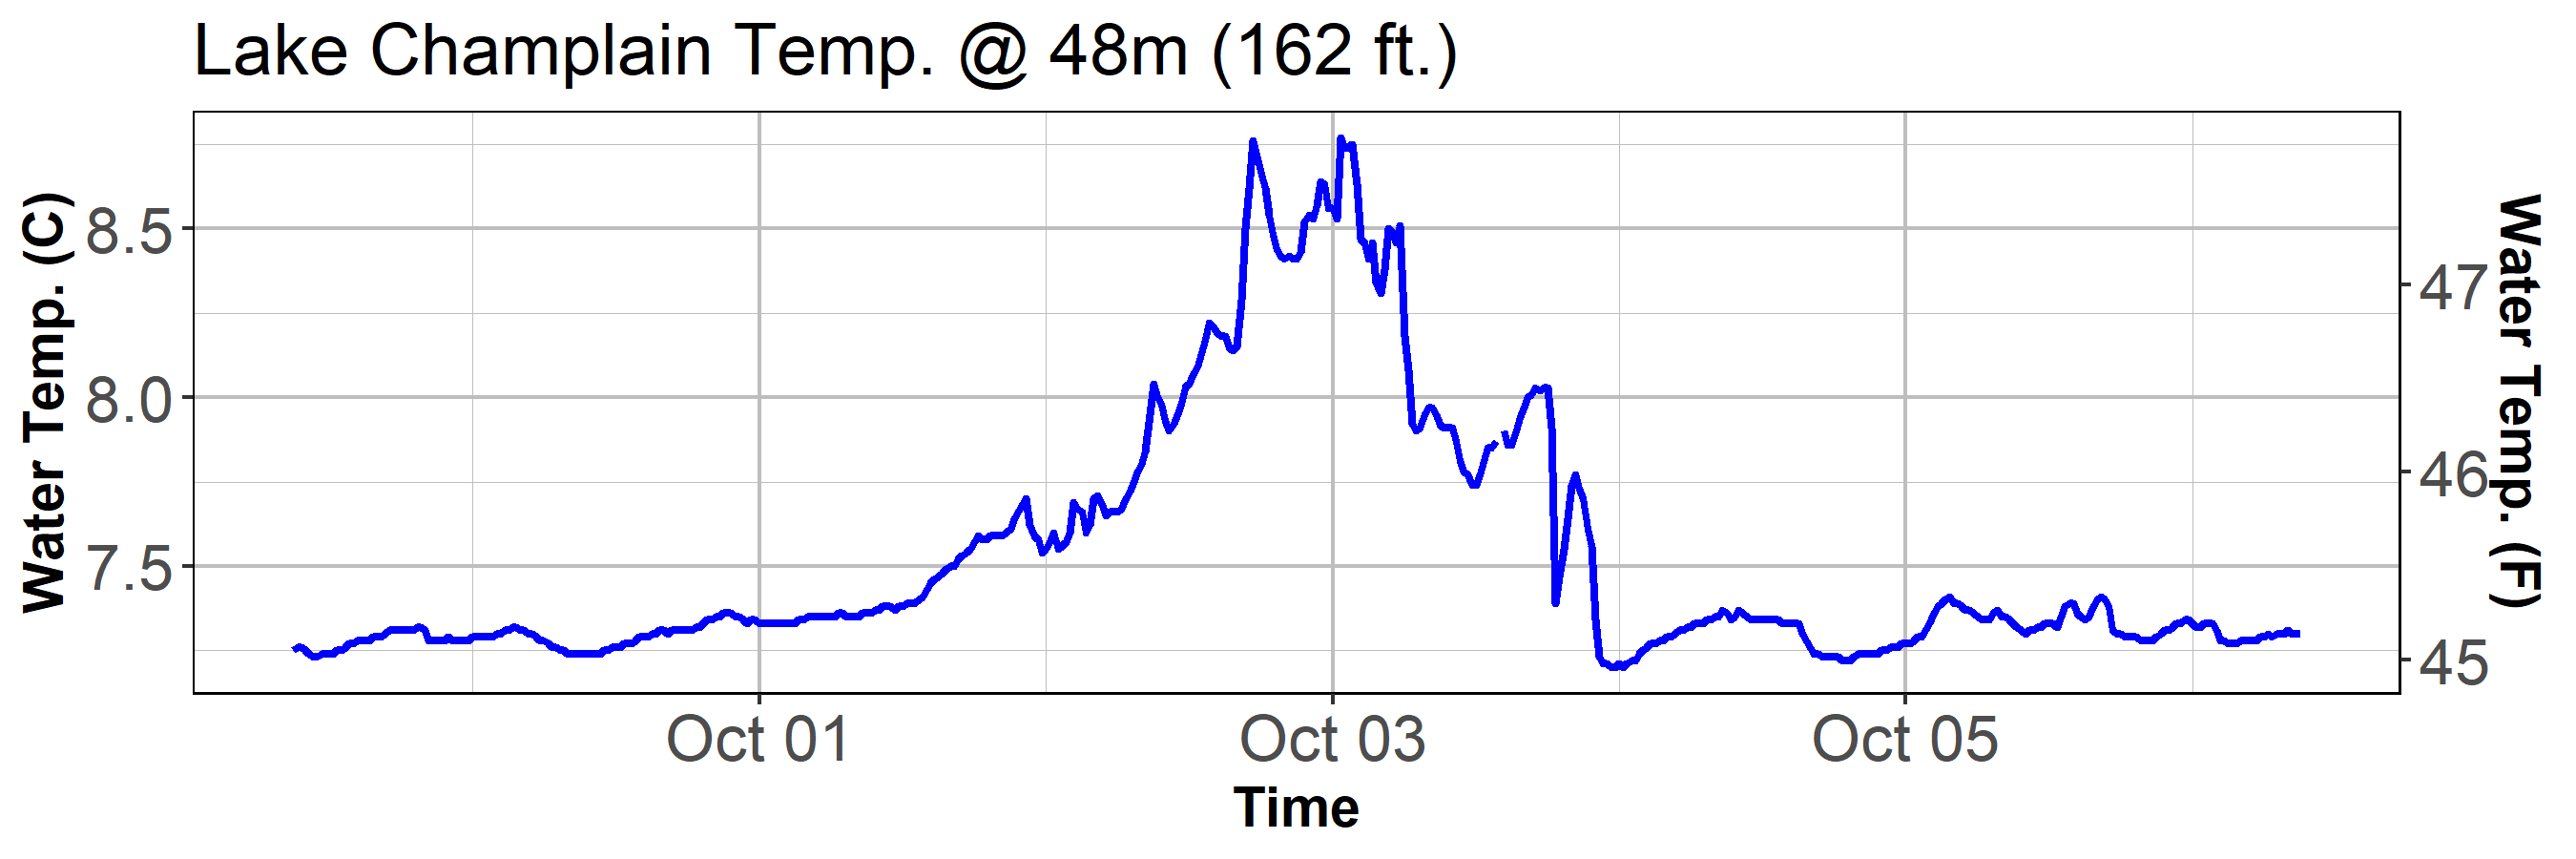 Lake Champlain Temp. @ 48m (162 ft.)
Water Temp. (C)
8.5
8.0
7.5
47
46
45
Water Temp. (F)
Oct 01
Oct 03
Oct 05
Time